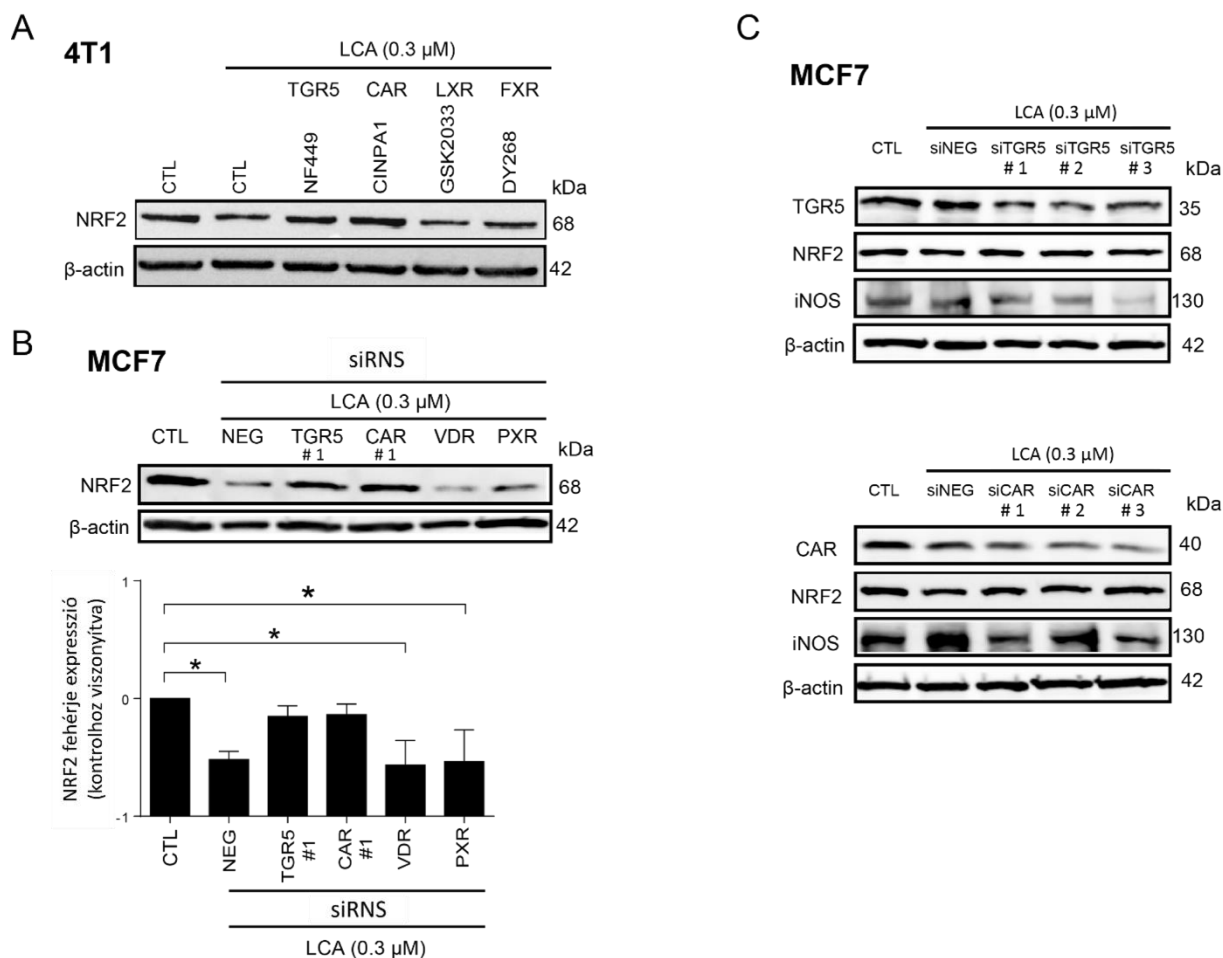 A
4T1
LCA (0.3 µM)
TGR5 CAR LXR FXR
CTL CTL NF449 CINPA1 GSK2033 DY268 kDa
NRF2 68
β-actin 42
B
MCF7
siRNS
LCA (0.3 µM)
CTL NEG TGR5 CAR VDR PXR kDa
# 1 #1
NRF2 68
β-actin 42
NRF2 fehérje expresszió
(kontrolhoz viszonyítva)
1
0
-1
* * *
CTL NEG TGR5 #1 CAR #1 VDR PXR
siRNS
LCA (0.3 µM)
C
MCF7
LCA (0.3 µM)
CTL siNEG siTGR5 siTGR5 siTGR5 kDa
# 1 # 2 # 3
TGR5 35
NRF2 68
iNOS 130
β-actin 42
LCA (0.3 µM)
CTL siNEG siCAR siCAR siCAR kDa
# 1 # 2 # 3
CAR 40
NRF2 68
iNOS 130
β-actin 42